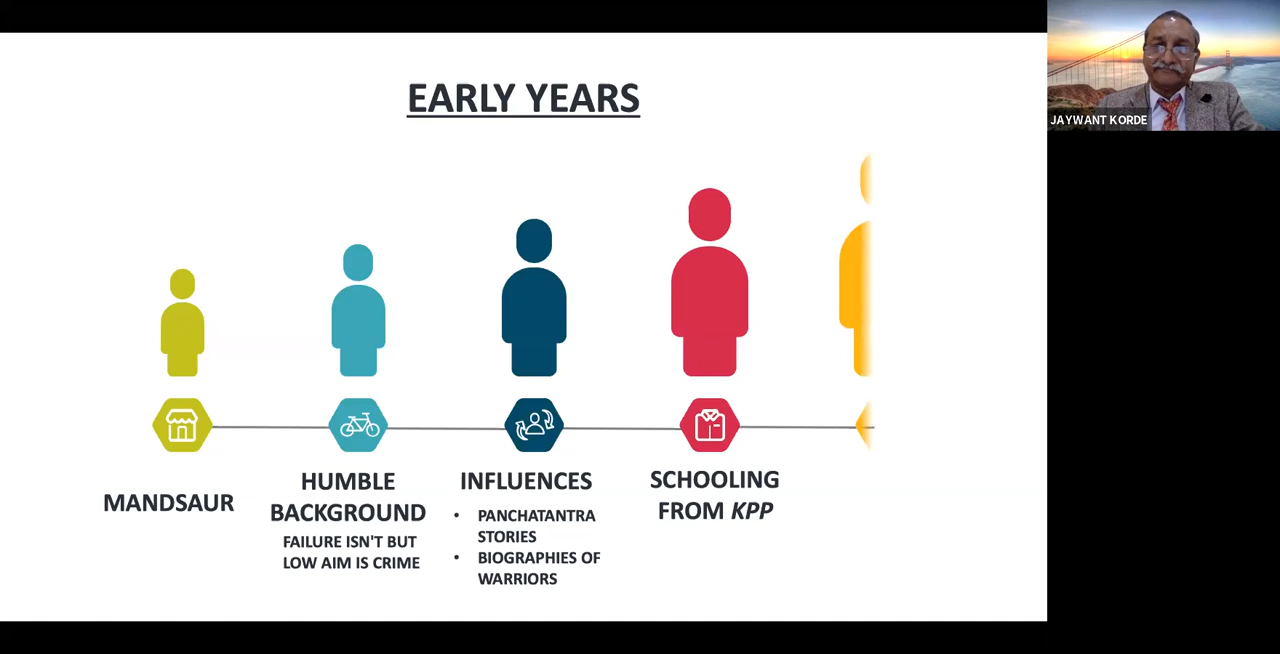 EARLY YEARS
JAYWANT KORDE
MANDSAUR
HUMBLE
BACKGROUND
FAILURE ISN'T BUT
LOW AIM IS CRIME
INFLUENCES
• PANCHATANTRA
STORIES
• BIOGRAPHIES OF
WARRIORS
SCHOOLING
FROM KPP